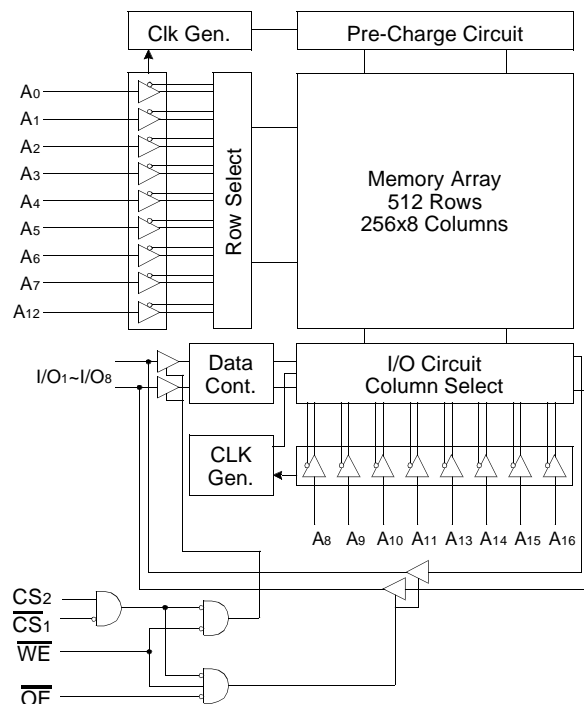 Clk Gen.
Pre-Charge Circuit
A0
A1
A2
A3
A4
A5
A6
A7
A12
Row Select
Memory Array
512 Rows
256x8 Columns
I/O1~I/O8
Data
Cont.
I/O Circuit
Column Select
CLK
Gen.
A8 A9 A10 A11 A13 A14 A15 A16
CS2
CS1
WE
OE